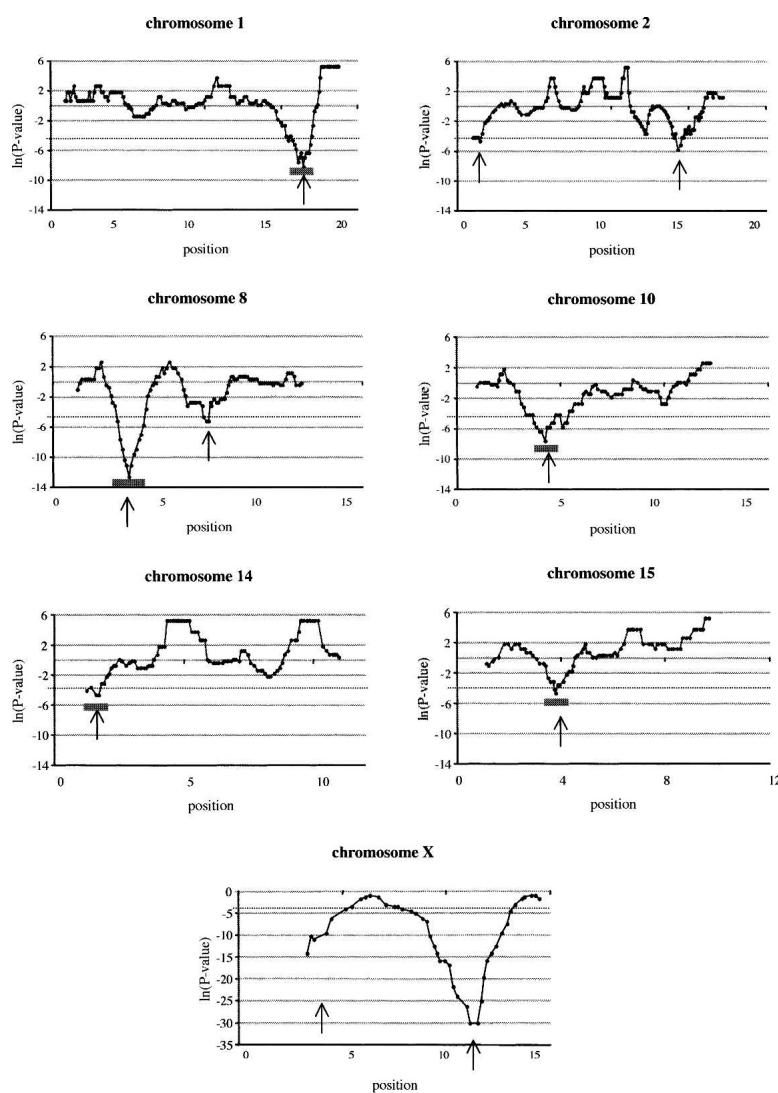 chromosome 1
6
2
-2
-6
-10
-14
ln(P-value)
0 5 10 15 20
position
chromosome 2
6
2
-2
-6
-10
-14
ln(P-value)
0 5 10 15 20
position
chromosome 8
6
2
-2
-6
-10
-14
ln(P-value)
0 5 10 15
position
chromosome 10
6
2
-2
-6
-10
-14
ln(P-value)
0 5 10 15
position
chromosome 14
6
2
-2
-6
-10
-14
ln(P-value)
0 5 10
position
chromosome 15
6
2
-2
-6
-10
-14
ln(P-value)
0 4 8 12
position
chromosome X
0
-5
-10
-15
-20
-25
-30
-35
ln(P-value)
0 5 10 15
position